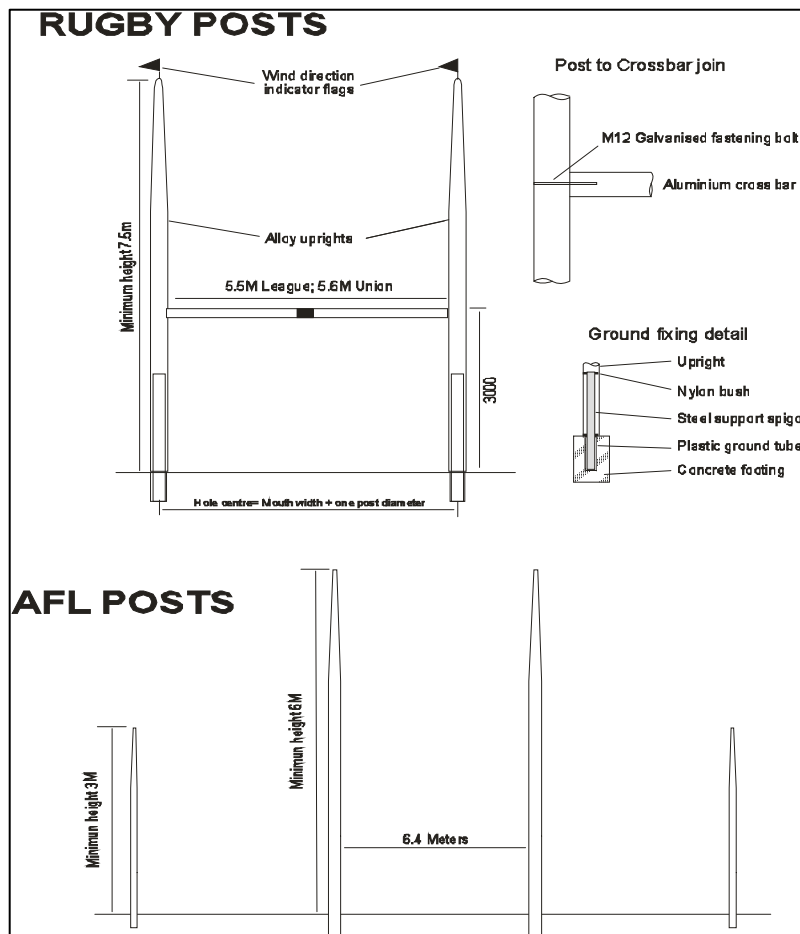 RUGBY POSTS
Wind direction
indicator flags
Post to Crossbar join
M12 Galvanised fastening bolt
Aluminium cross bar
Minimum height 7.5m
Alloy uprights
5.5M League; 5.6M Union
3000
Ground fixing detail
Upright
Nylon bush
Steel support spigo
Plastic ground tube
Concrete footing
Hole centre= Mouth width + one post diameter
AFL POSTS
Minimun height 6M
Minimun height 3M
6.4 Meters